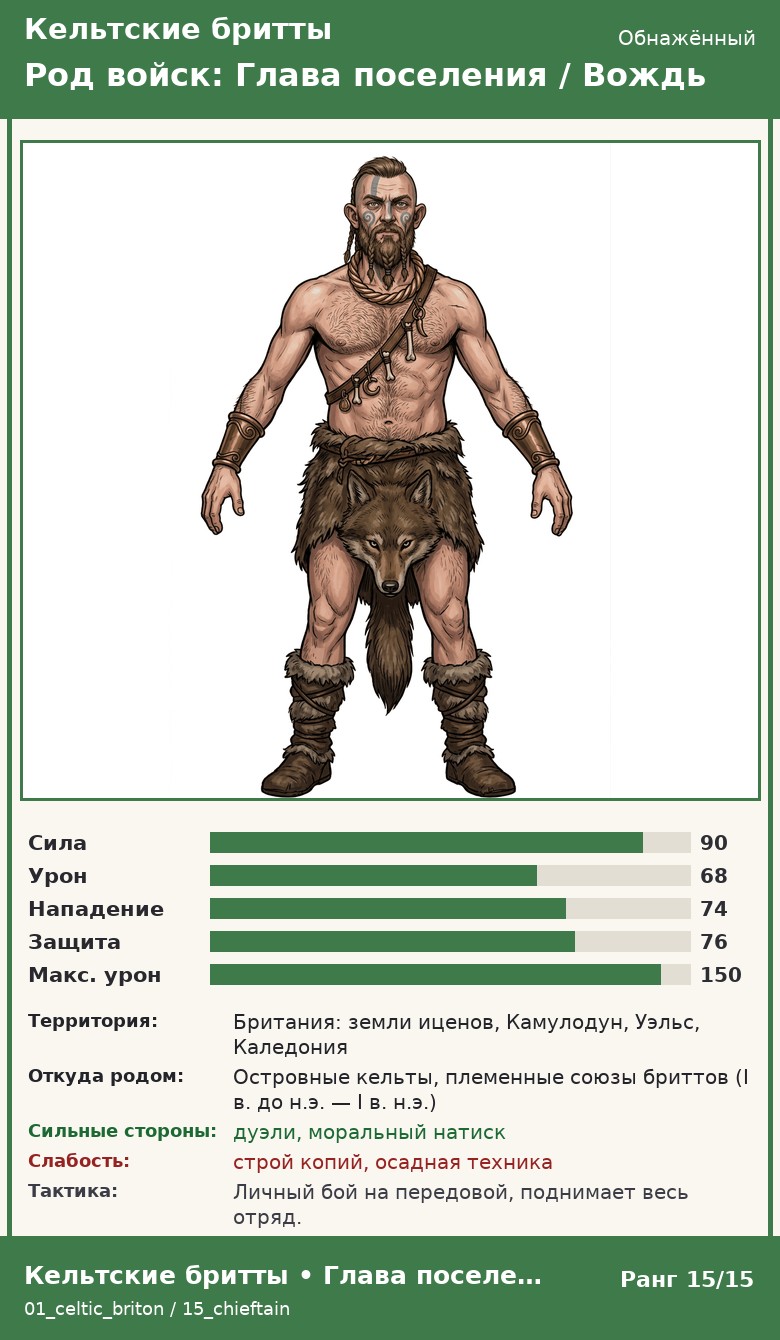 Кельтские бритты
Обнажённый
Род войск: Глава поселения / Вождь
Сила 90
Урон 68
Нападение 74
Защита 76
Макс. урон 150
Территория: Британия: земли иценов, Камулодун, Уэльс,
Каледония
Откуда родом: Островные кельты, племенные союзы бриттов (I
в. до н.э. — I в. н.э.)
Сильные стороны: дуэли, моральный натиск
Слабость: строй копий, осадная техника
Тактика: Личный бой на передовой, поднимает весь
отряд.
Кельтские бритты • Глава поселе…
Ранг 15/15
01_celtic_briton / 15_chieftain